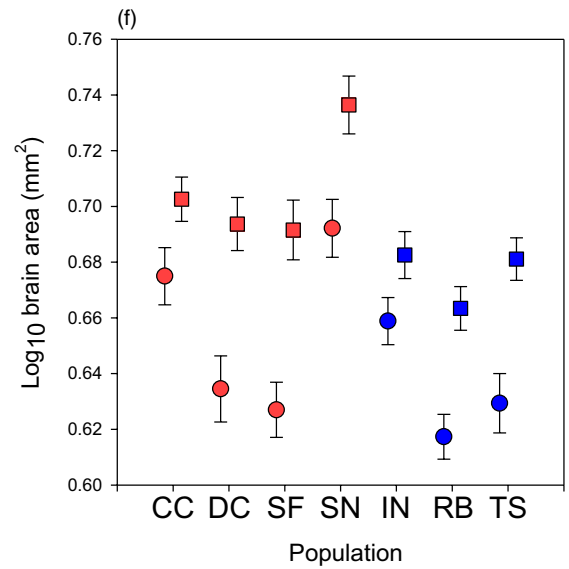 (f)
0.76
0.74
0.72
0.70
0.68
0.66
0.64
0.62
0.60
Log10 brain area (mm2)
CC DC SF SN IN RB TS
Population